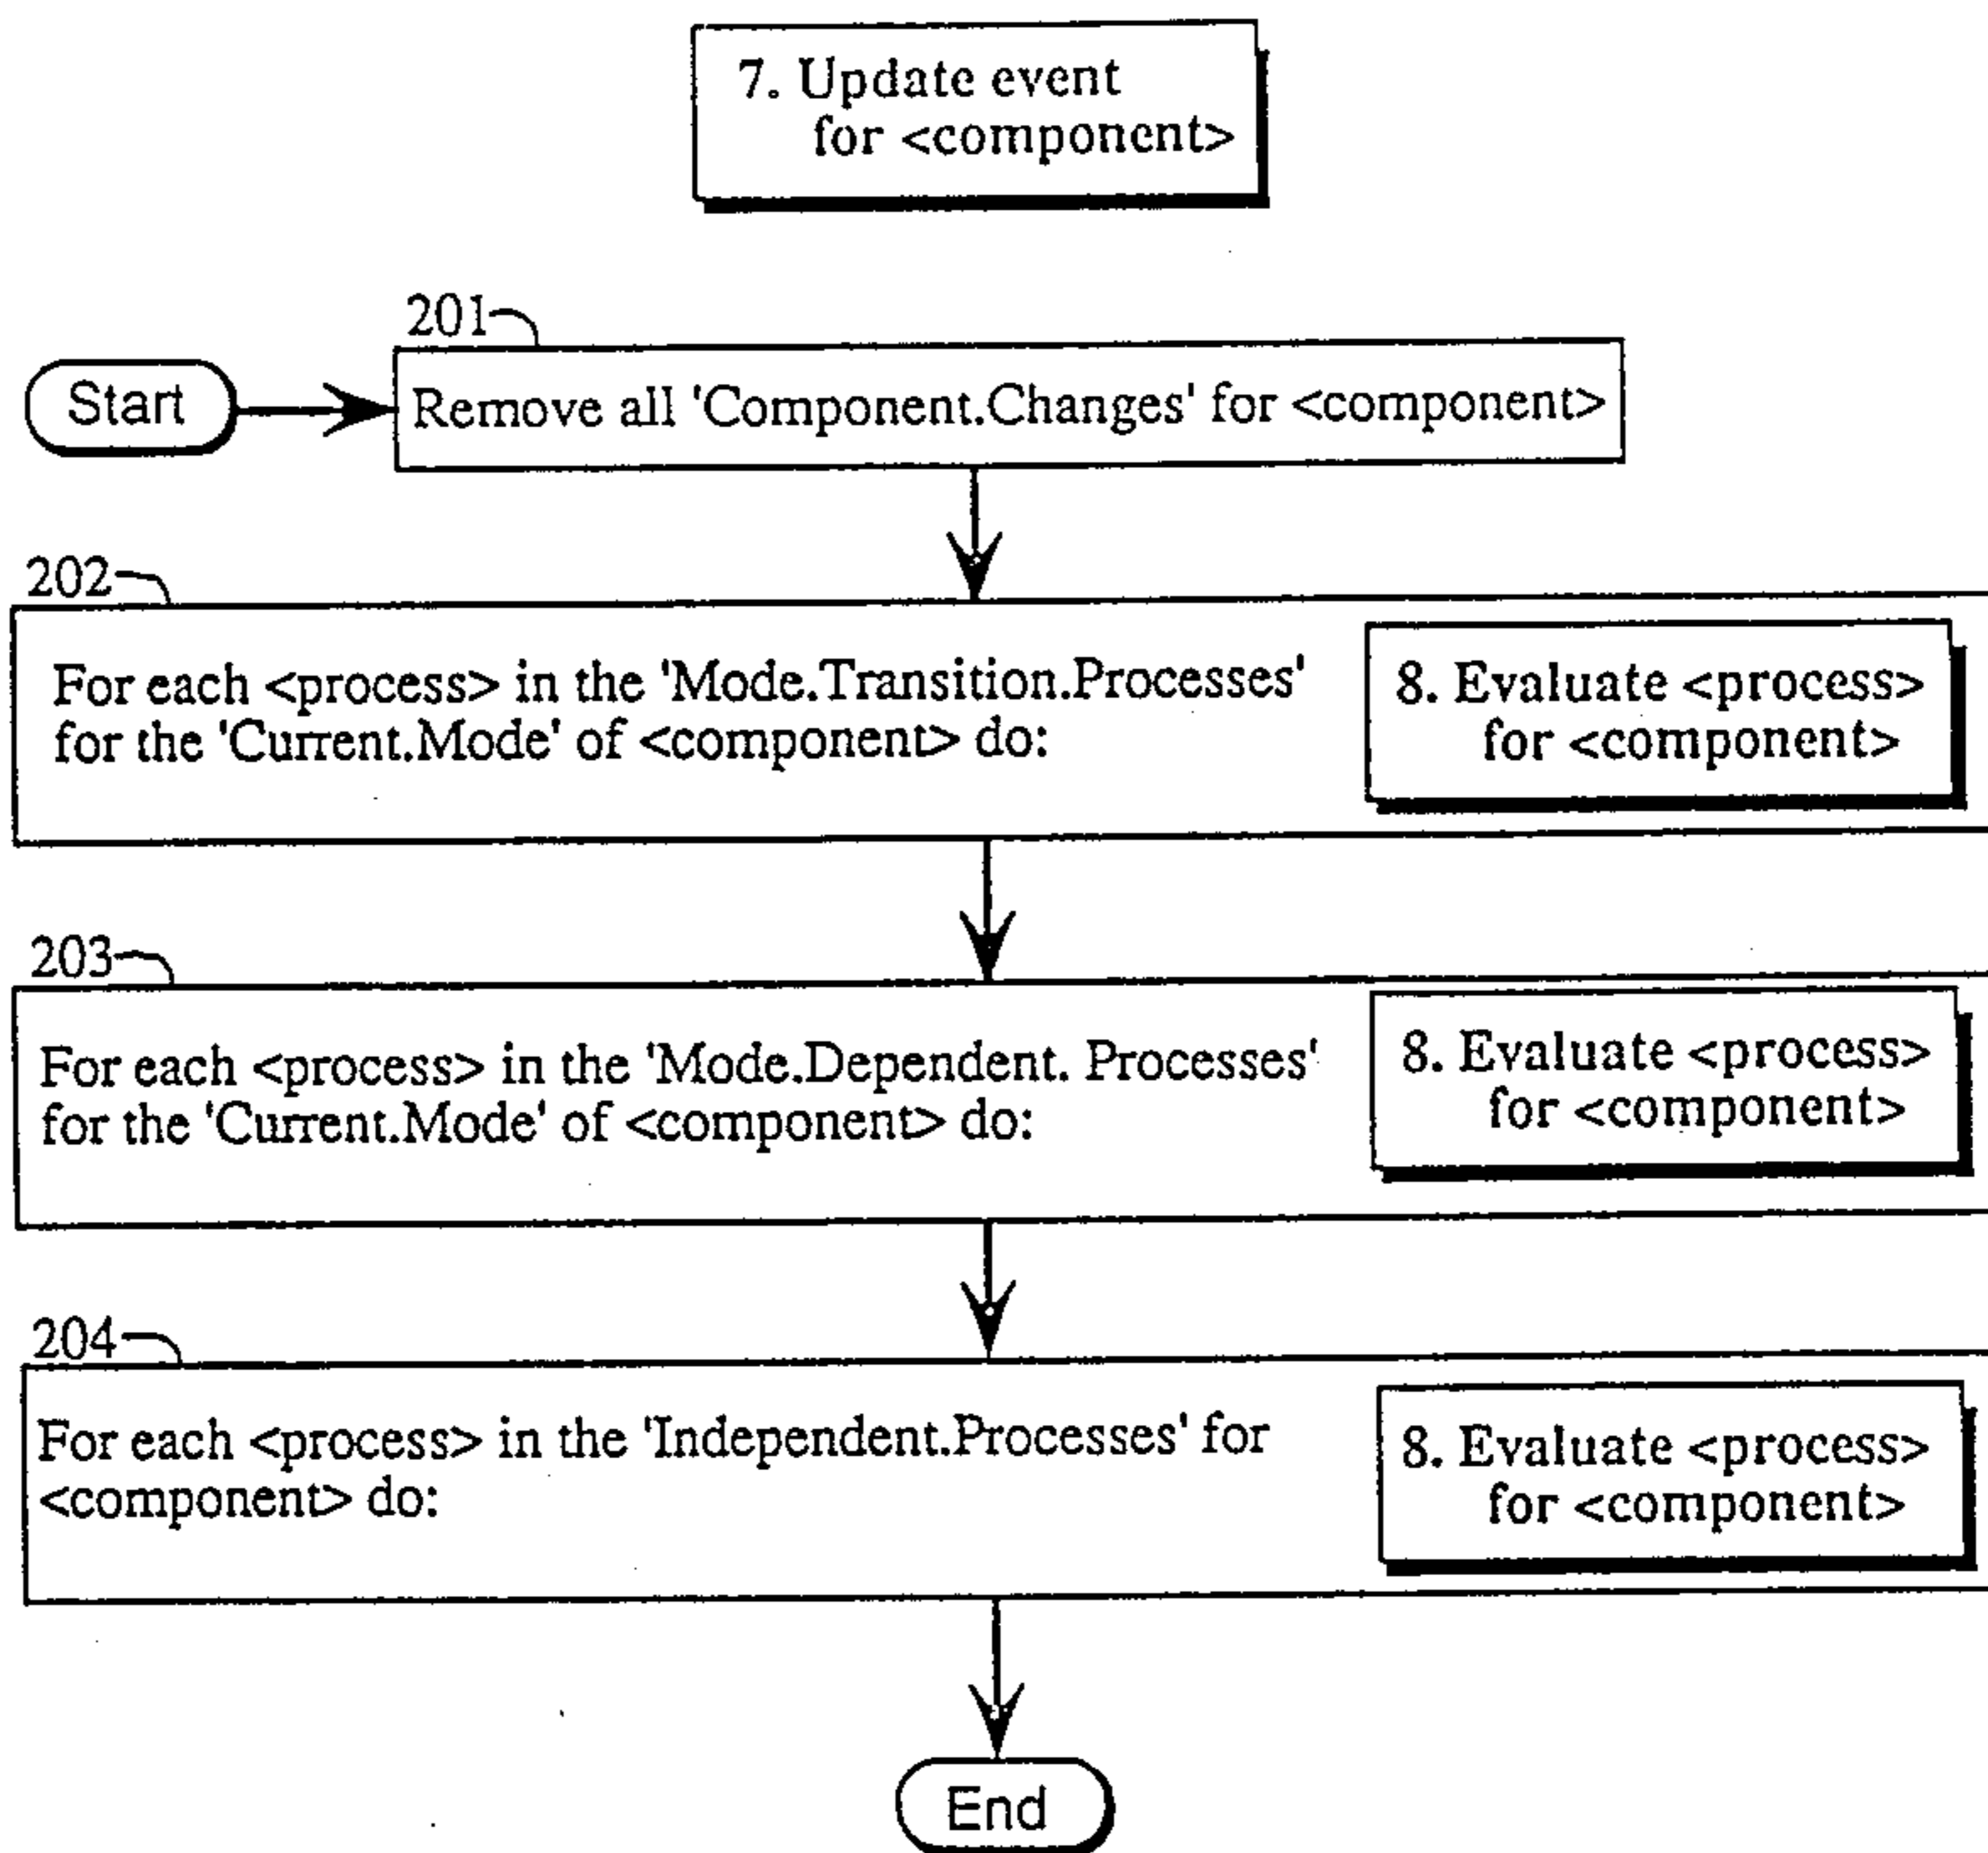 7. Update event
for <component>
201
Start
Remove all 'Component.Changes' for <component>
202
For each <process> in the 'Mode.Transition.Processes'
for the 'Current.Mode' of <component> do:
8. Evaluate <process>
for <component>
203
For each <process> in the 'Mode.Dependent. Processes'
for the 'Current.Mode' of <component> do:
8. Evaluate <process>
for <component>
204
For each <process> in the 'Independent.Processes' for
<component> do:
8. Evaluate <process>
for <component>
End